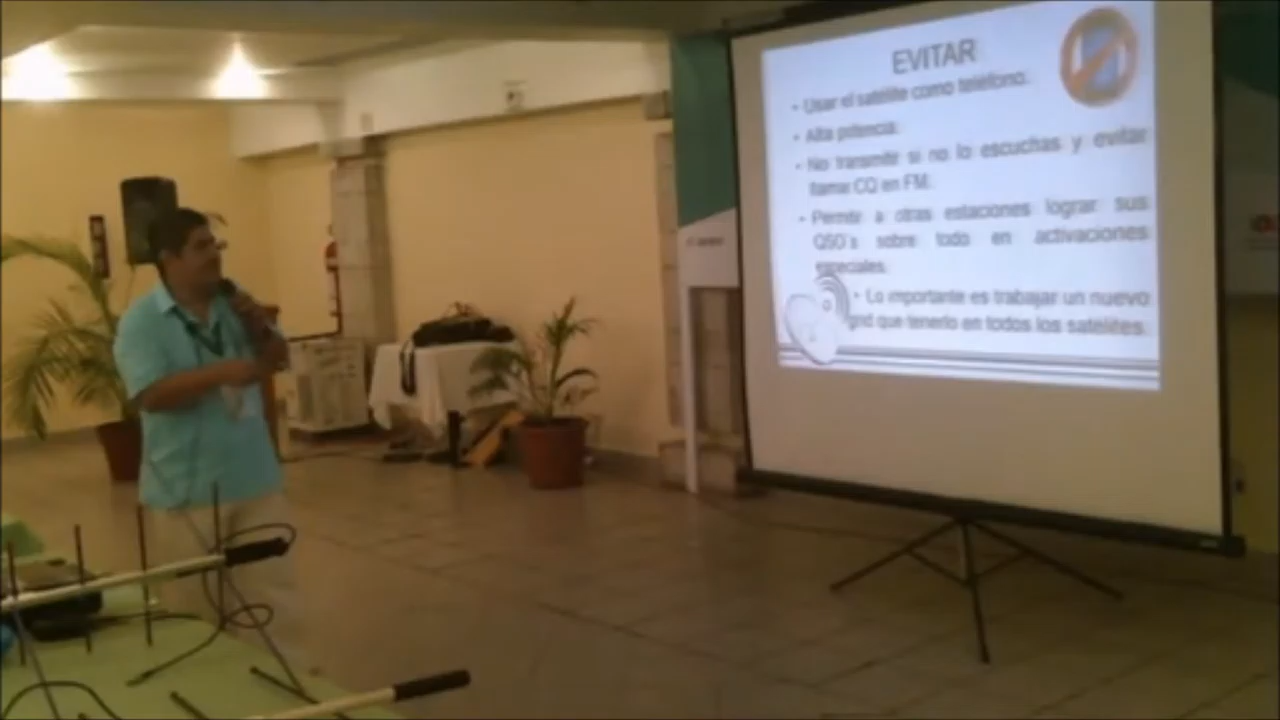 EVITAR
• Usar el satélite como teléfono.
• Alta potencia.
• No transmitir si no lo escuchas y evitar
llamar CQ en FM.
• Permitir a otras estaciones lograr sus
QSO´s sobre todo en activaciones
especiales.
• Lo importante es trabajar un nuevo
grid que tenerlo en todos los satélites.